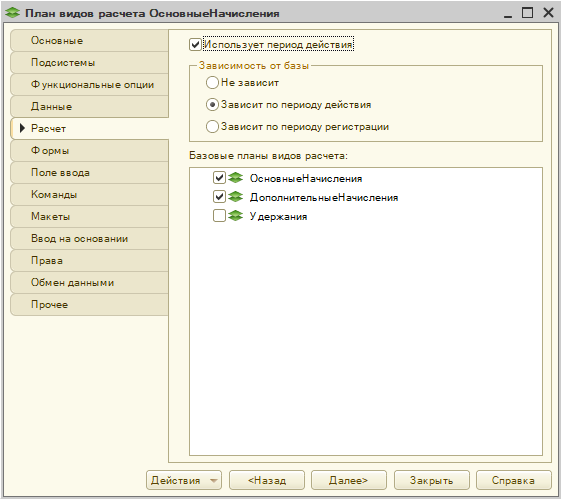 План видов расчета ОсновныеНачисления
Основные
Подсистемы
Функциональные опции
Данные
Расчет
Формы
Поле ввода
Команды
Макеты
Ввод на основании
Права
Обмен данными
Прочее
Использует период действия
Зависимость от базы
Не зависит
Зависит по периоду действия
Зависит по периоду регистрации
Базовые планы видов расчета:
ОсновныеНачисления
ДополнительныеНачисления
Удержания
Действия
<Назад
Далее>
Закрыть
Справка